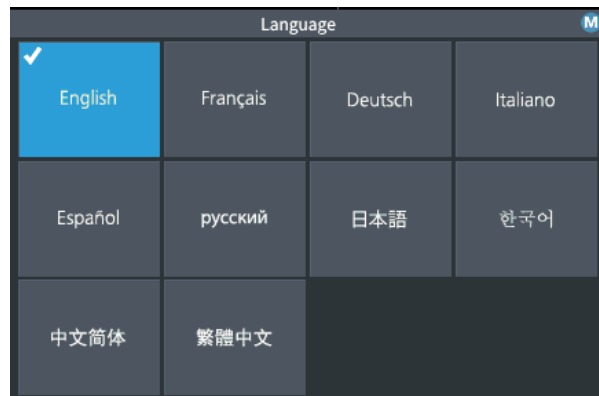 Language
M
English
Français
Deutsch
Italiano
Español
русский
日本語
한국어
中文简体
繁體中文